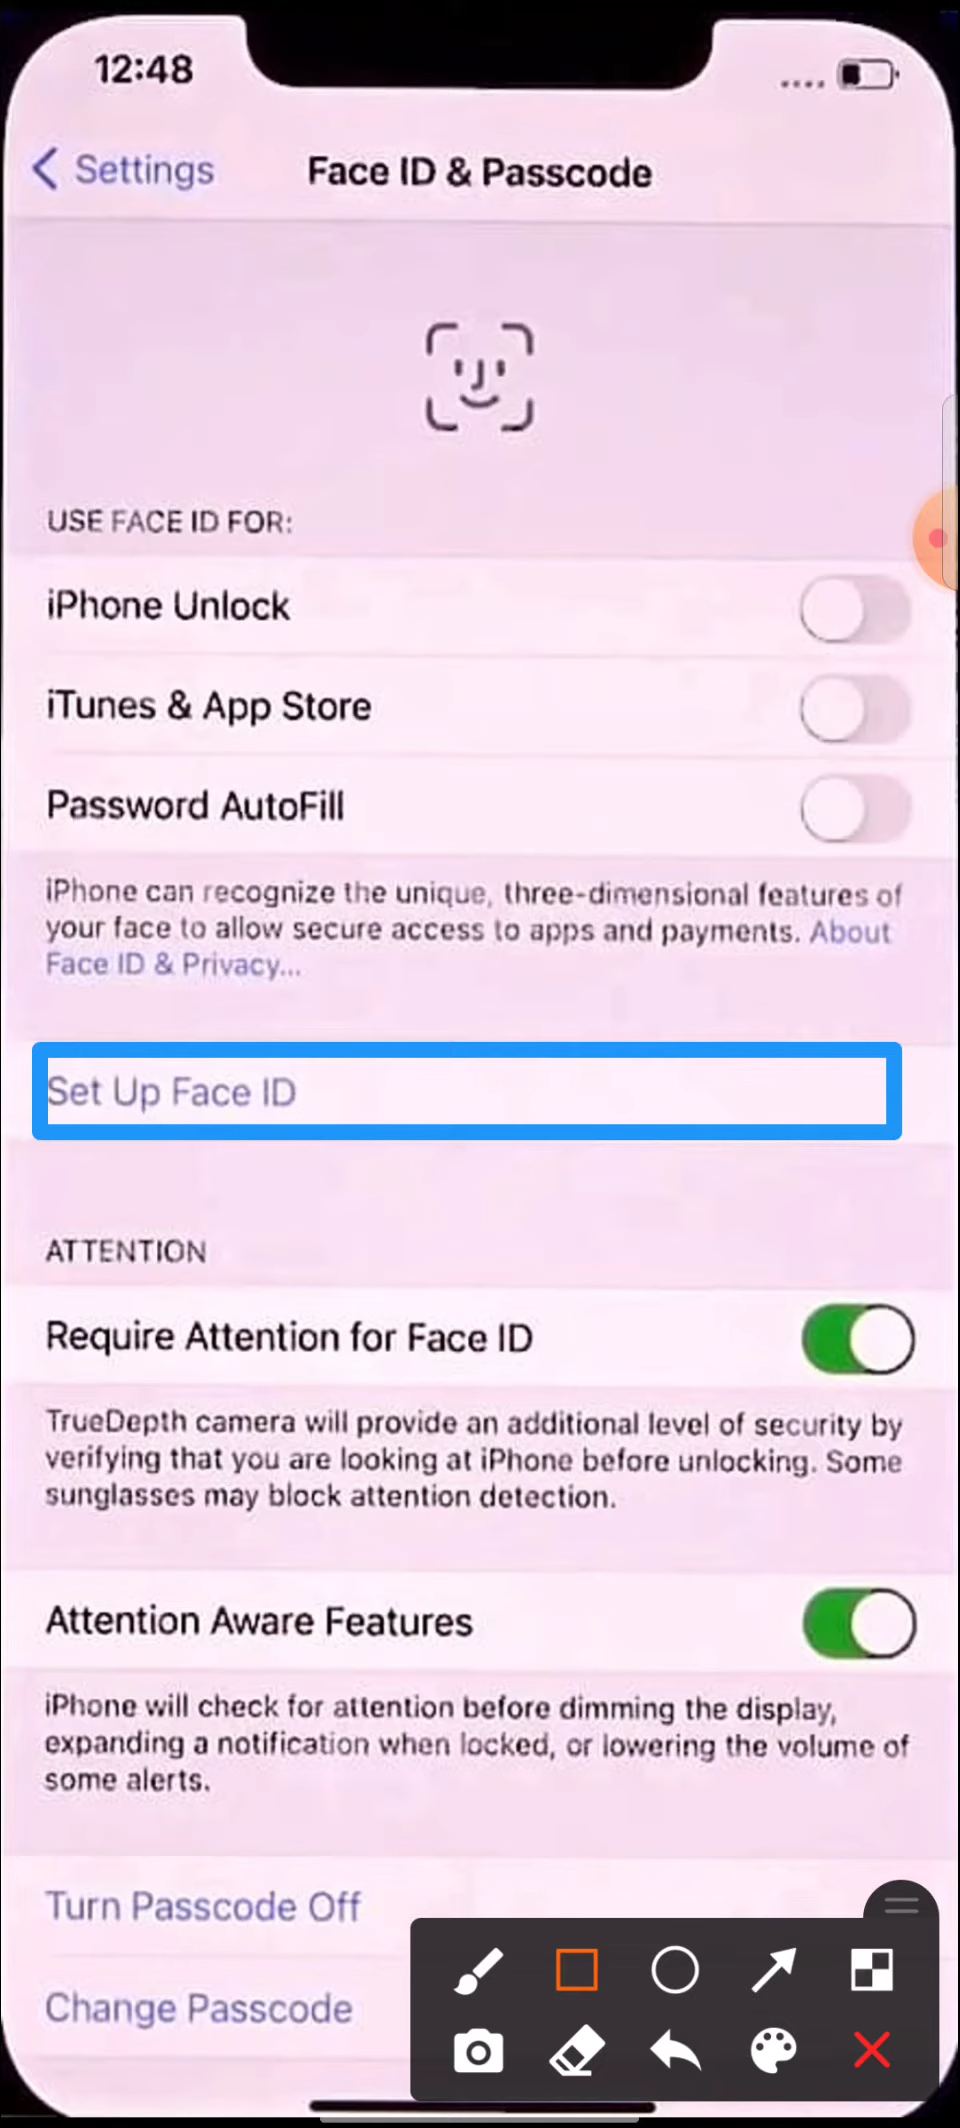 12:48
Settings
Face ID & Passcode
USE FACE ID FOR:
iPhone Unlock
iTunes & App Store
Password AutoFill
iPhone can recognize the unique, three-dimensional features of
your face to allow secure access to apps and payments. About
Face ID & Privacy...
Set Up Face ID
ATTENTION
Require Attention for Face ID
TrueDepth camera will provide an additional level of security by
verifying that you are looking at iPhone before unlocking. Some
sunglasses may block attention detection.
Attention Aware Features
iPhone will check for attention before dimming the display,
expanding a notification when locked, or lowering the volume of
some alerts.
Turn Passcode Off
Change Passcode